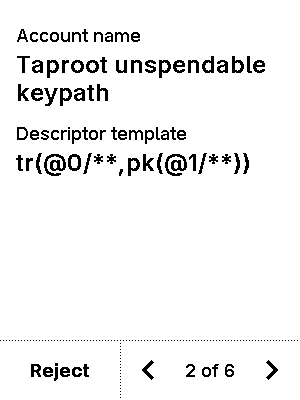 Account name
Taproot unspendable
keypath
Descriptor template
tr(@0/**,pk(@1/**))
Reject
2 of 6